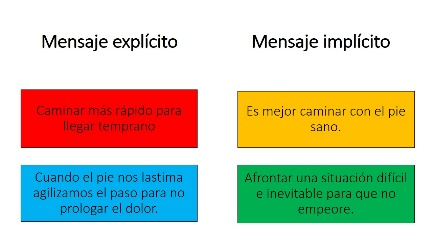 Mensaje explícito
Mensaje implícito
Caminar más rápido para
llegar temprano
Es mejor caminar con el pie
sano.
Cuando el pie nos lastima
agilizamos el paso para no
prologar el dolor.
Afrontar una situación difícil
e inevitable para que no
empeore.